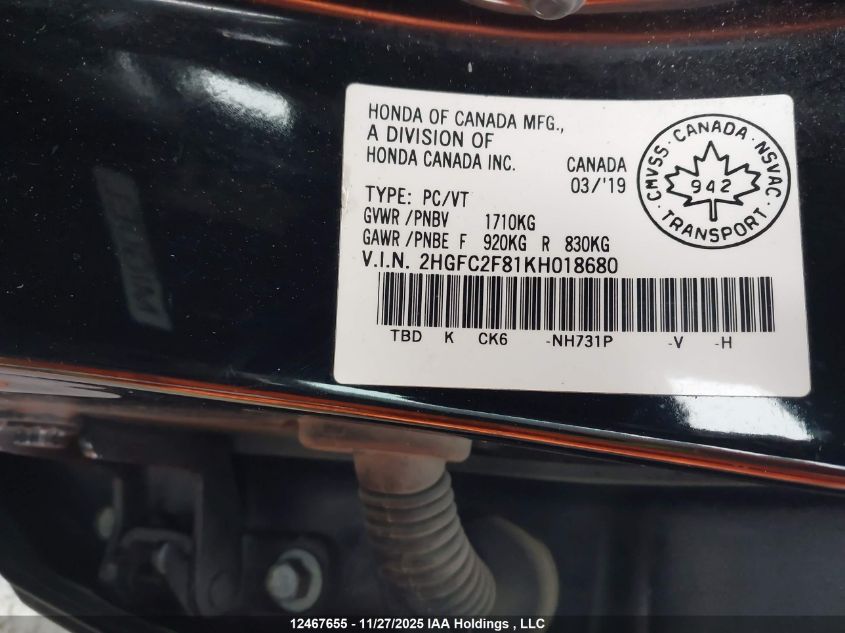 HONDA OF CANADA MFG.,
A DIVISION OF
HONDA CANADA INC.
CANADA
03/'19
TYPE: PC/VT
GVWR /PNBV 1710KG
GAWR /PNBE F 920KG R 830KG
V.I.N. 2HGFC2F81KH018680
TBD K CK6 -NH731P -V -H
CMVSS · CANADA · NSVAC
942
· TRANSPORT ·
12467655 - 11/27/2025 IAA Holdings , LLC